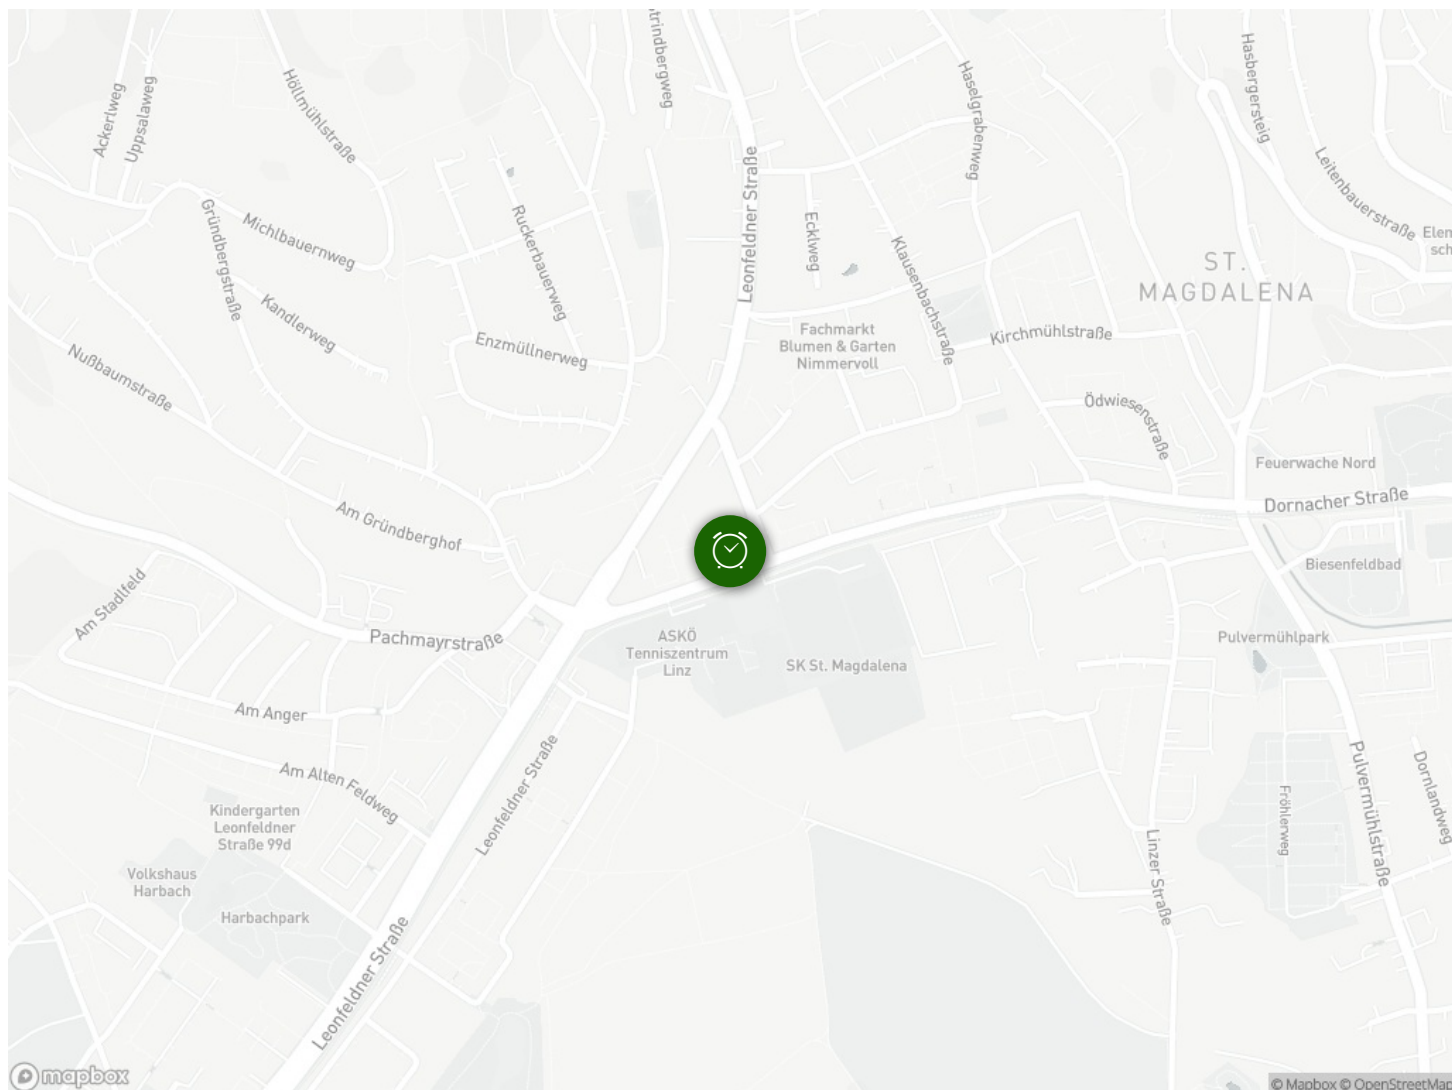 Strindbergweg
Ackerlweg
Uppsalaweg
Höllmühlstraße
Haselgrabenweg
Hasbergersteig
Leitenbauerstraße
Leonfeldner Straße
Gründbergstraße
Michlbauernweg
Ruckerbauerweg
Ecklweg
Klausenbachstraße
Elem
sch
ST.
MAGDALENA
Kandlerweg
Enzmüllnerweg
Fachmarkt
Blumen & Garten
Nimmervoll
Kirchmühlstraße
Nußbaumstraße
Ödwiesenstraße
Feuerwache Nord
Dornacher Straße
Am Gründberghof
Biesenfeldbad
Am Stadlfeld
Pachmayrstraße
ASKÖ
Tenniszentrum
Linz
SK St. Magdalena
Pulvermühlpark
Am Anger
Am Alten Feldweg
Leonfeldner Straße
Kindergarten
Leonfeldner
Straße 99d
Volkshaus
Harbach
Harbachpark
Leonfeldner Straße
Linzer Straße
Fröhlerweg
Pulvermühlstraße
Dornlandweg
mapbox
© Mapbox © OpenStreetMap